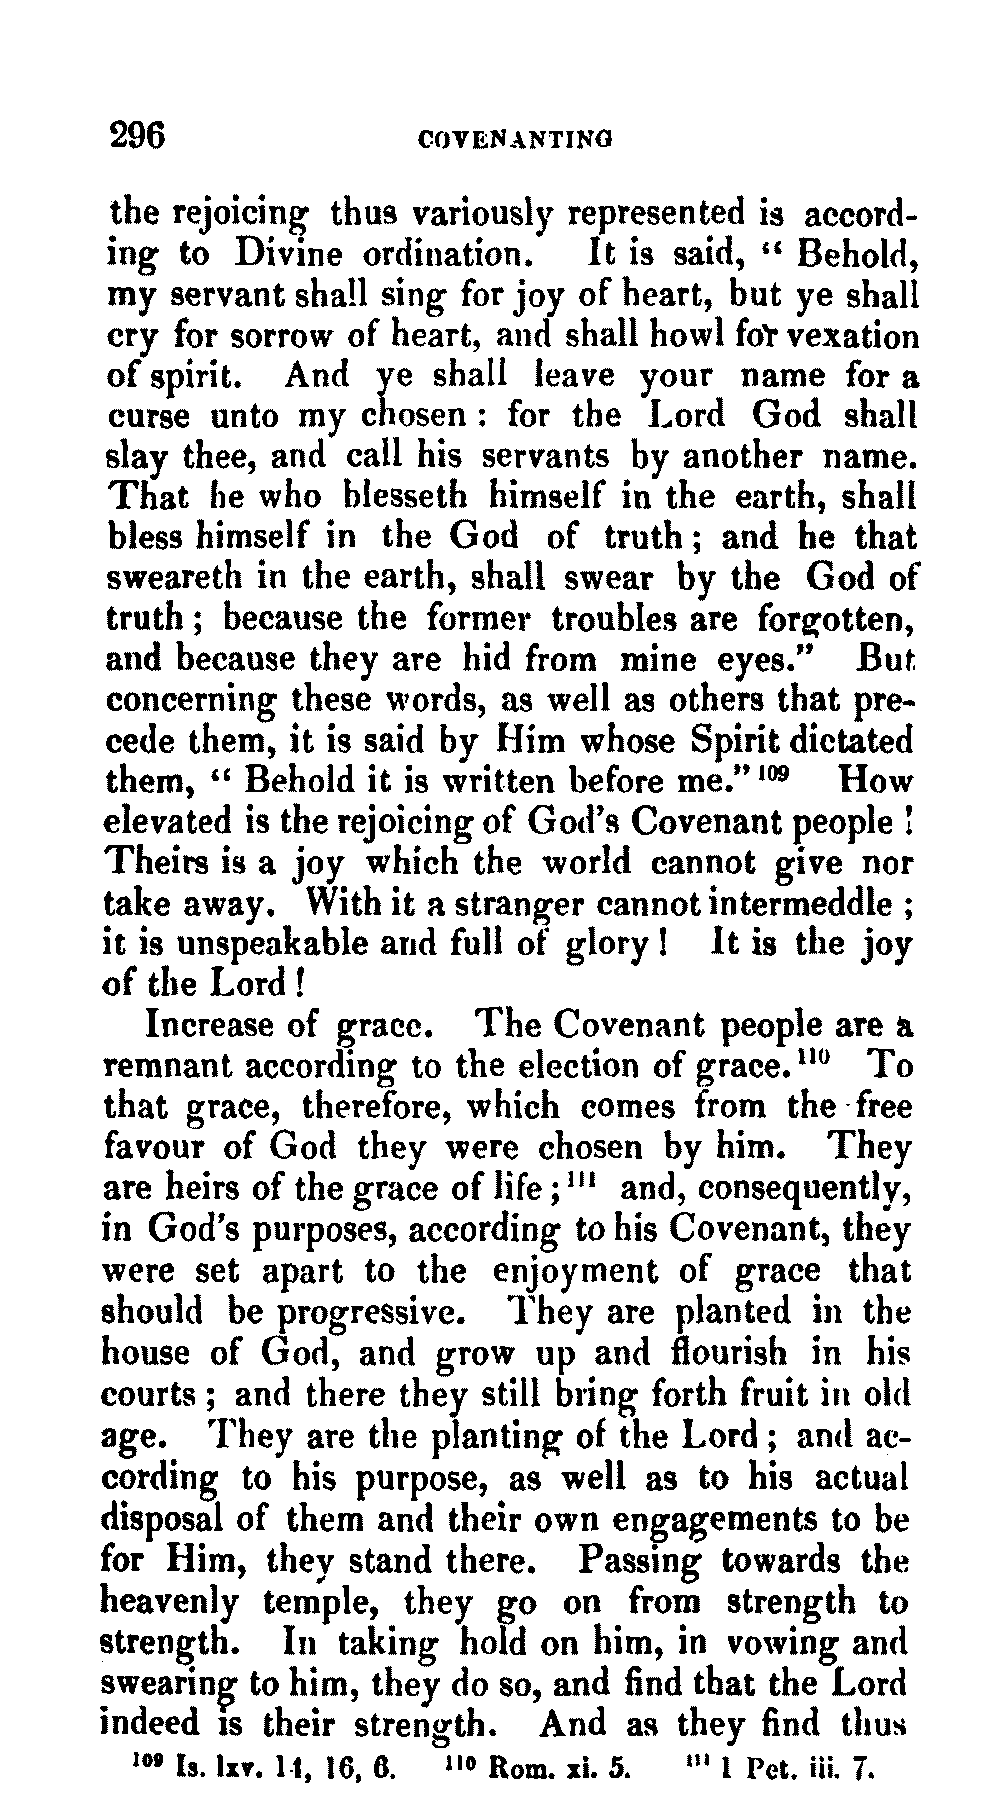 296 COVENANTING
the rejoicing thus variously represented is accord-
ing to Divine ordination. It is said, “ Behold,
my servant shall sing for joy of heart, but ye shall
cry for sorrow of heart, and shall howl for vexation
of spirit. And ye shall leave your name for a
curse unto my chosen : for the Lord God shall
slay thee, and call his servants by another name.
That he who blesseth himself in the earth, shall
bless himself in the God of truth ; and he that
sweareth in the earth, shall swear by the God of
truth ; because the former troubles are forgotten,
and because they are hid from mine eyes.” But
concerning these words, as well as others that pre-
cede them, it is said by Him whose Spirit dictated
them, “ Behold it is written before me.” ¹⁰⁹ How
elevated is the rejoicing of God’s Covenant people !
Theirs is a joy which the world cannot give nor
take away. With it a stranger cannot intermeddle ;
it is unspeakable and full of glory ! It is the joy
of the Lord !
Increase of grace. The Covenant people are a
remnant according to the election of grace.¹¹⁰ To
that grace, therefore, which comes from the free
favour of God they were chosen by him. They
are heirs of the grace of life ;¹¹¹ and, consequently,
in God’s purposes, according to his Covenant, they
were set apart to the enjoyment of grace that
should be progressive. They are planted in the
house of God, and grow up and flourish in his
courts ; and there they still bring forth fruit in old
age. They are the planting of the Lord ; and ac-
cording to his purpose, as well as to his actual
disposal of them and their own engagements to be
for Him, they stand there. Passing towards the
heavenly temple, they go on from strength to
strength. In taking hold on him, in vowing and
swearing to him, they do so, and find that the Lord
indeed is their strength. And as they find thus
¹⁰⁹ Is. lxv. 14, 16, 6. ¹¹⁰ Rom. xi. 5. ¹¹¹ 1 Pet. iii. 7.